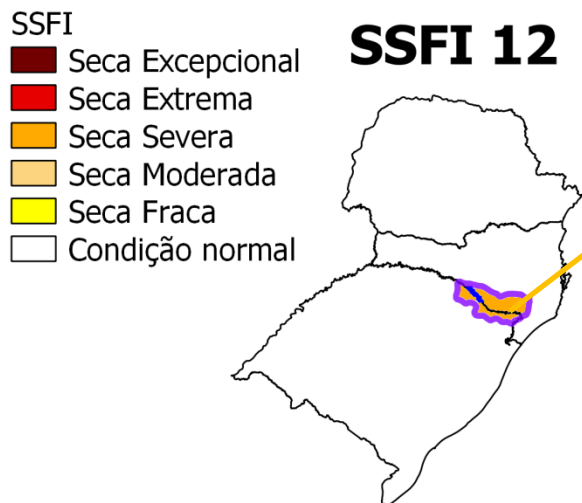 SSFI
Seca Excepcional
Seca Extrema
Seca Severa
Seca Moderada
Seca Fraca
Condição normal
SSFI 12